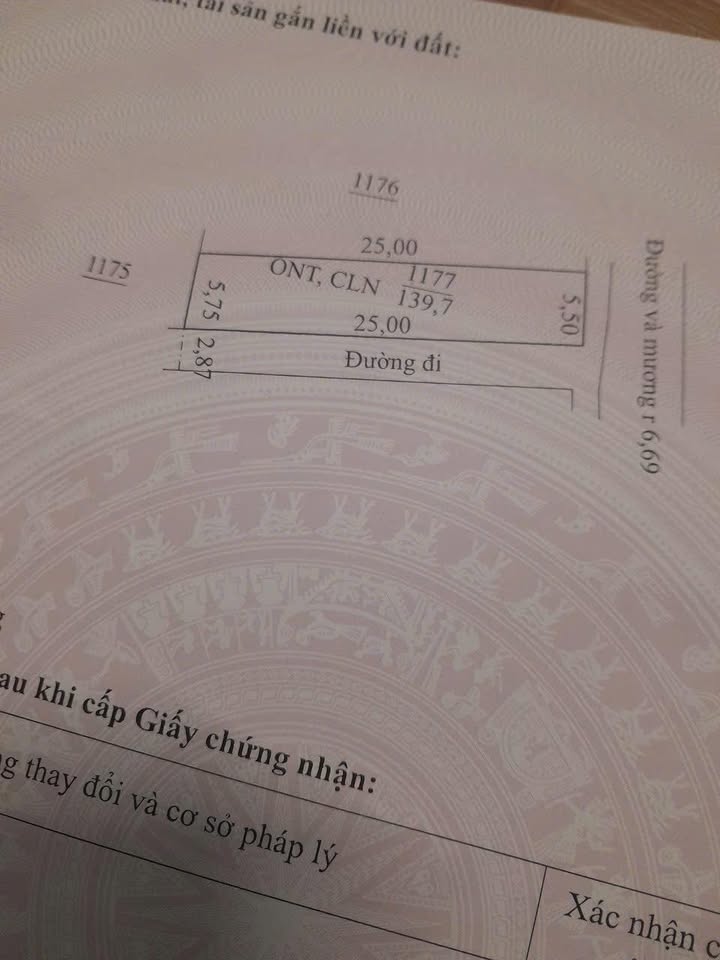 tài sản gắn liền với đất:
1176
1175
25,00
ONT, CLN 1177
139,7
5,75
5,50
25,00
2,87
Đường đi
Đường và mương r 6,69
au khi cấp Giấy chứng nhận:
g thay đổi và cơ sở pháp lý
Xác nhận c